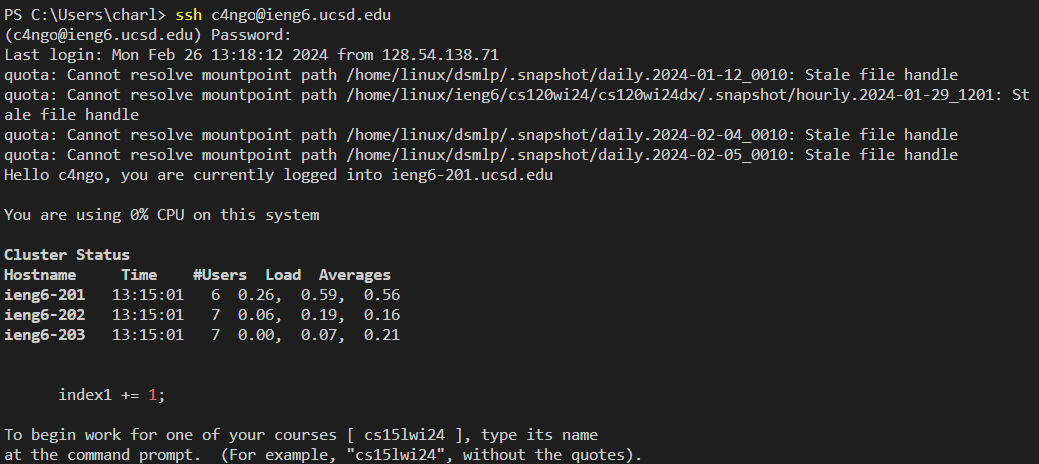 PS C:\Users\charl> ssh c4ngo@ieng6.ucsd.edu
(c4ngo@ieng6.ucsd.edu) Password:
Last login: Mon Feb 26 13:18:12 2024 from 128.54.138.71
quota: Cannot resolve mountpoint path /home/linux/dsmlp/.snapshot/daily.2024-01-12_0010: Stale file handle
quota: Cannot resolve mountpoint path /home/linux/ieng6/cs120wi24/cs120wi24dx/.snapshot/hourly.2024-01-29_1201: St
ale file handle
quota: Cannot resolve mountpoint path /home/linux/dsmlp/.snapshot/daily.2024-02-04_0010: Stale file handle
quota: Cannot resolve mountpoint path /home/linux/dsmlp/.snapshot/daily.2024-02-05_0010: Stale file handle
Hello c4ngo, you are currently logged into ieng6-201.ucsd.edu
You are using 0% CPU on this system
Cluster Status
Hostname     Time    #Users  Load  Averages
ieng6-201   13:15:01   6  0.26,  0.59,  0.56
ieng6-202   13:15:01   7  0.06,  0.19,  0.16
ieng6-203   13:15:01   7  0.00,  0.07,  0.21
index1 += 1;
To begin work for one of your courses [ cs15lwi24 ], type its name
at the command prompt.  (For example, "cs15lwi24", without the quotes).